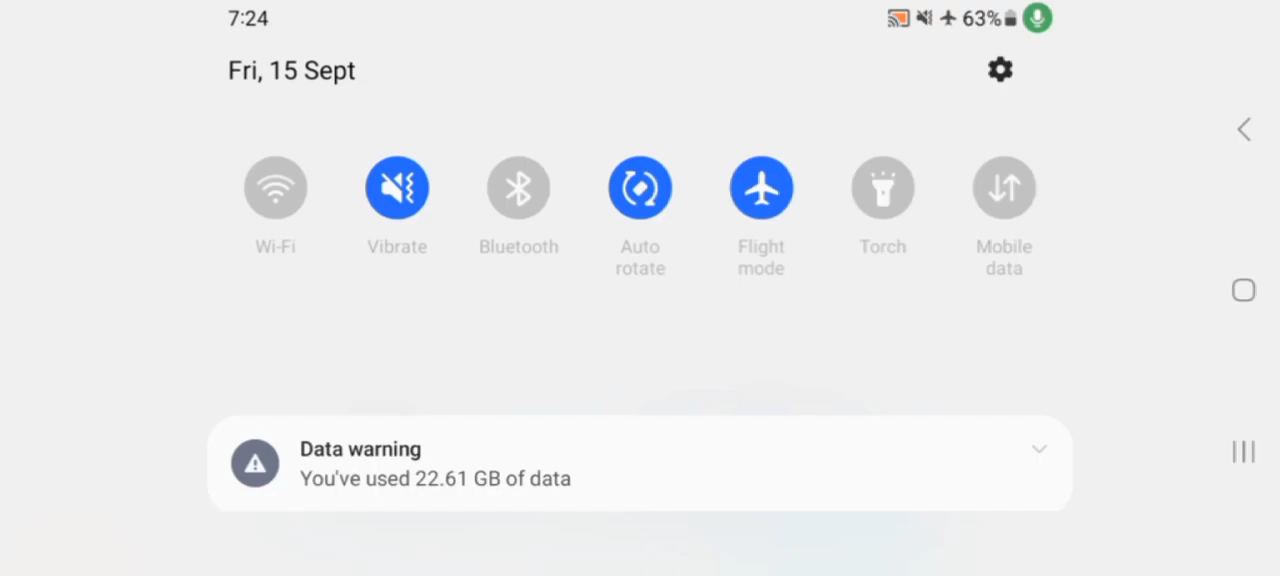 7:24
63%
Fri, 15 Sept
Wi-Fi
Vibrate
Bluetooth
Auto
rotate
Flight
mode
Torch
Mobile
data
Data warning
You've used 22.61 GB of data